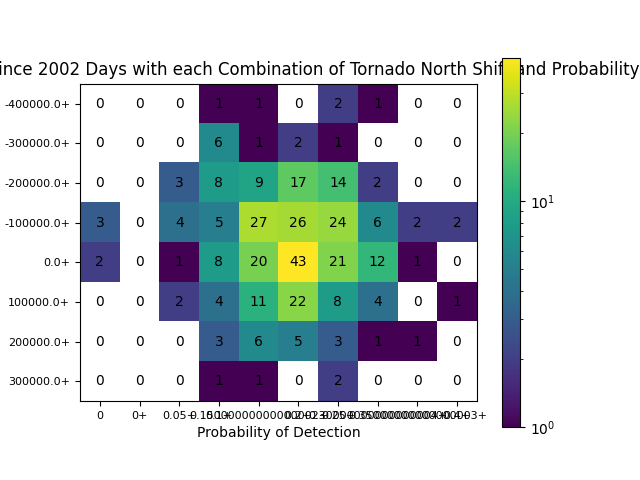 ince 2002 Days with each Combination of Tornado North Shift and Probability
-400000.0+ 0 0 0 1 1 0 2 1 0 0
-300000.0+ 0 0 0 6 1 2 1 0 0 0
-200000.0+ 0 0 3 8 9 17 14 2 0 0
-100000.0+ 3 0 4 5 27 26 24 6 2 2
0.0+ 2 0 1 8 20 43 21 12 1 0
100000.0+ 0 0 2 4 11 22 8 4 0 1
200000.0+ 0 0 0 3 6 5 3 1 1 0
300000.0+ 0 0 0 1 1 0 2 0 0 0
0 0+ 0.05+
Probability of Detection
10¹
10⁰